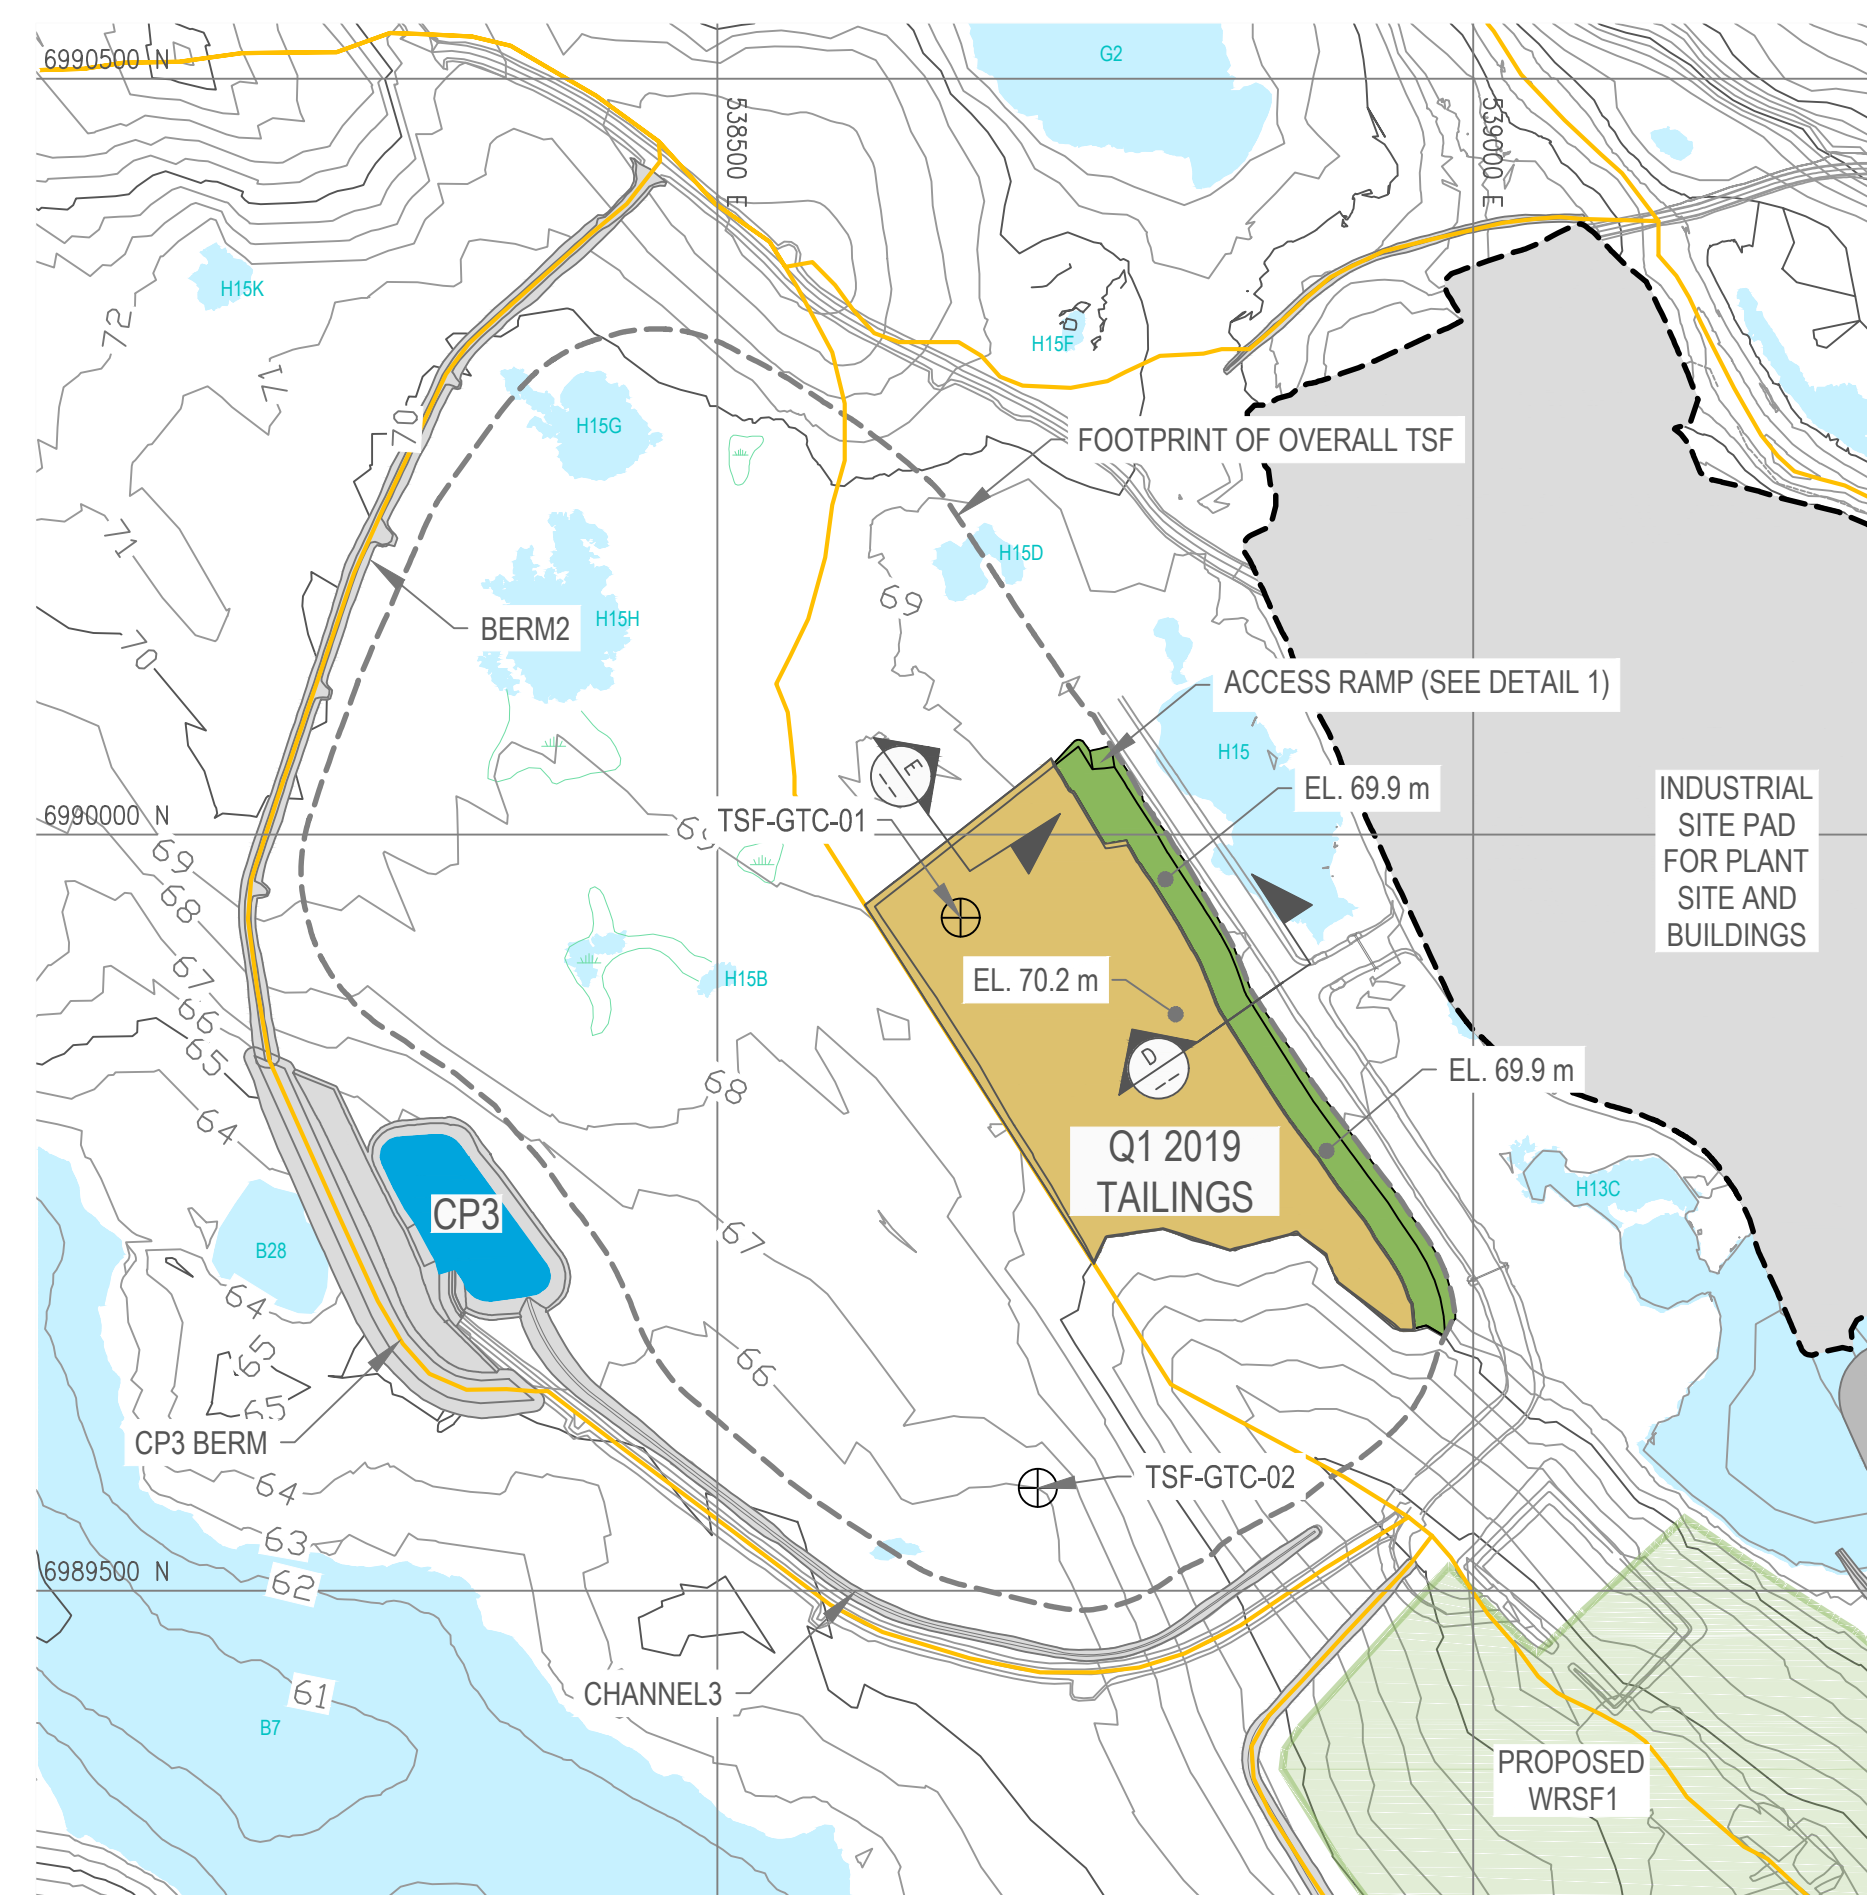 6990500 N
G2
538500 E
539000 E
H15K
72
71
H15F
70
H15G
FOOTPRINT OF OVERALL TSF
71
H15D
69
BERM2
H15H
70
ACCESS RAMP (SEE DETAIL 1)
H15
E
EL. 69.9 m
INDUSTRIAL
SITE PAD
FOR PLANT
SITE AND
BUILDINGS
6990000 N
TSF-GTC-01
69
68
67
66
65
64
H15B
EL. 70.2 m
68
D
EL. 69.9 m
Q1 2019
TAILINGS
H13C
CP3
B28
67
64
65
65
66
CP3 BERM
64
TSF-GTC-02
63
62
6989500 N
61
B7
CHANNEL3
PROPOSED
WRSF1